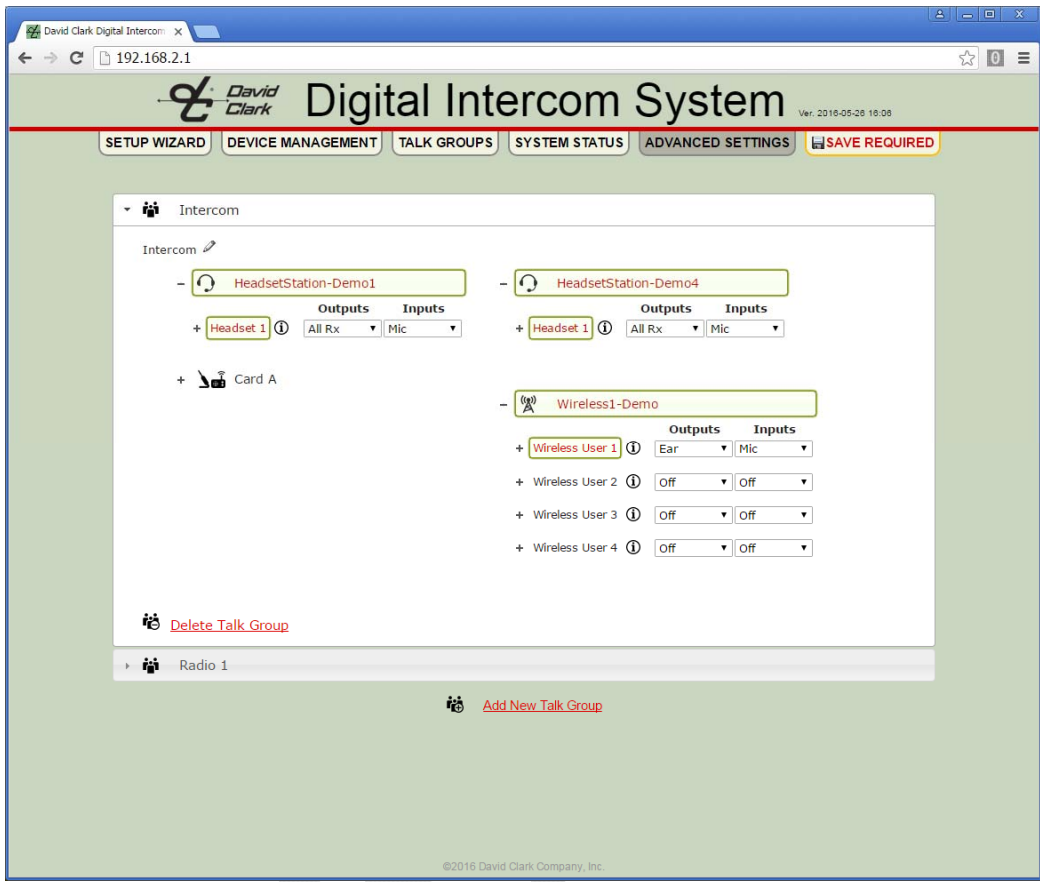 David Clark Digital Intercom
192.168.2.1
0
David Clark Digital Intercom System Ver. 2016-05-26 16:06
SETUP WIZARD DEVICE MANAGEMENT TALK GROUPS SYSTEM STATUS ADVANCED SETTINGS SAVE REQUIRED
Intercom
Intercom
HeadsetStation-Demo1 HeadsetStation-Demo4
Outputs Inputs Outputs Inputs
Headset 1 All Rx Mic Headset 1 All Rx Mic
Card A
Wireless1-Demo
Outputs Inputs
Wireless User 1 Ear Mic
Wireless User 2 Off Off
Wireless User 3 Off Off
Wireless User 4 Off Off
Delete Talk Group
Radio 1
Add New Talk Group
©2016 David Clark Company, Inc.